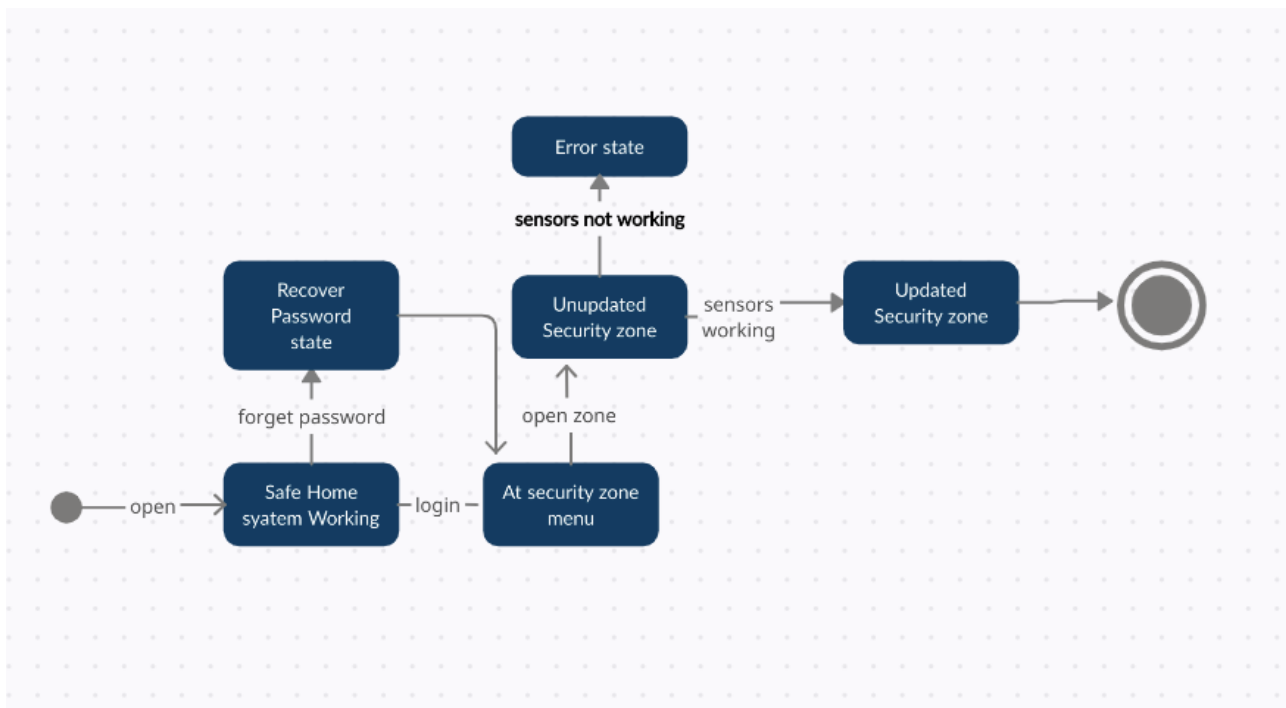 Error state
sensors not working
Recover
Password
state
Unupdated
Security zone
sensors
working
Updated
Security zone
forget password
open zone
open
Safe Home
syatem Working
login
At security zone
menu